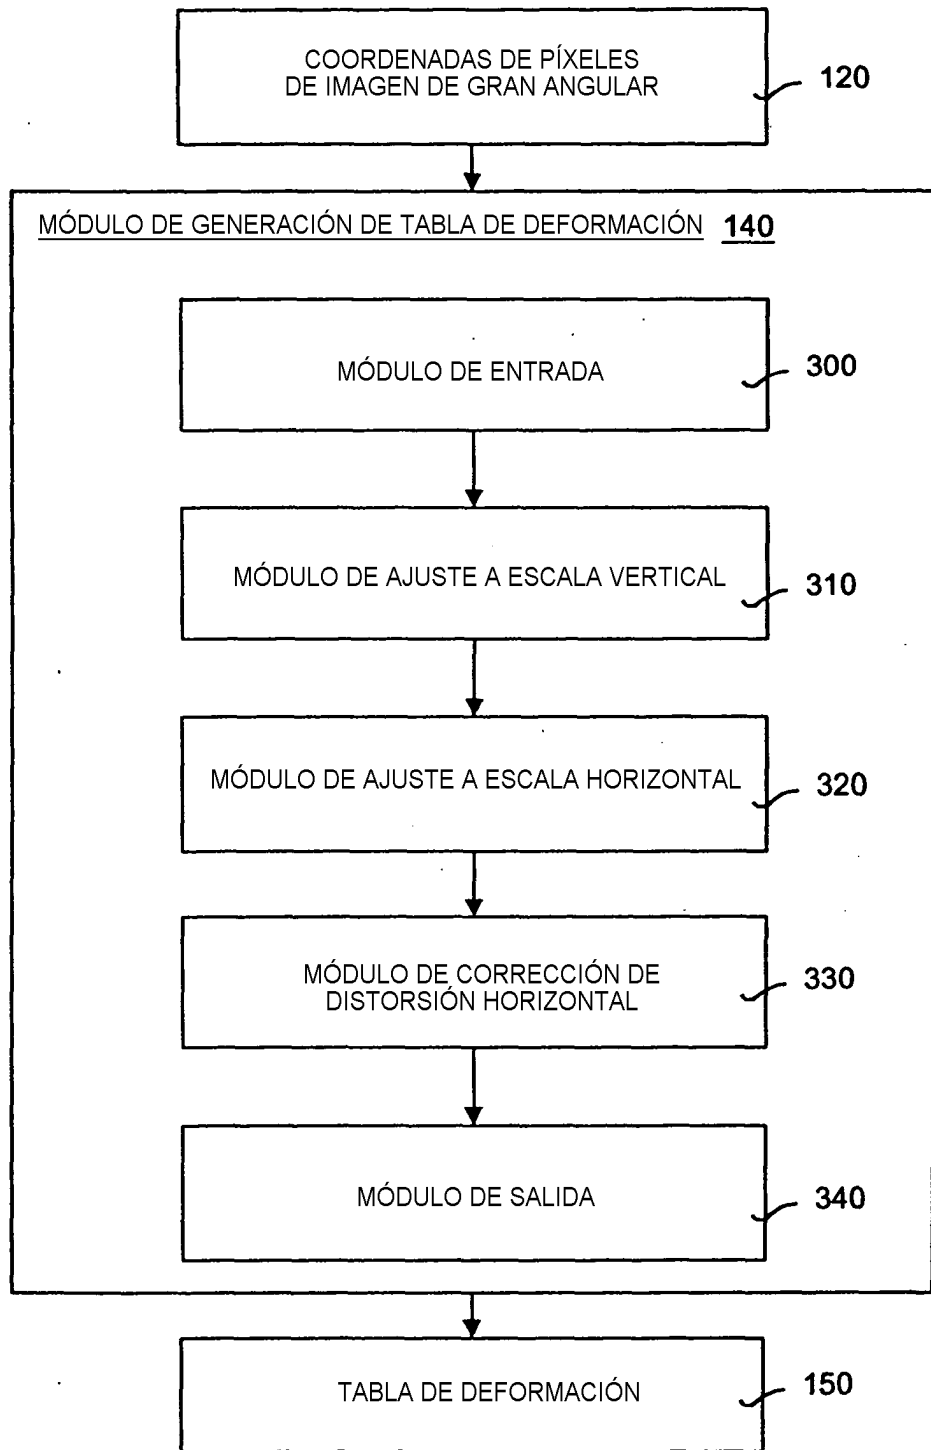 COORDENADAS DE PÍXELES
DE IMAGEN DE GRAN ANGULAR
120
MÓDULO DE GENERACIÓN DE TABLA DE DEFORMACIÓN 140
MÓDULO DE ENTRADA
300
MÓDULO DE AJUSTE A ESCALA VERTICAL
310
MÓDULO DE AJUSTE A ESCALA HORIZONTAL
320
MÓDULO DE CORRECCIÓN DE
DISTORSIÓN HORIZONTAL
330
MÓDULO DE SALIDA
340
TABLA DE DEFORMACIÓN
150